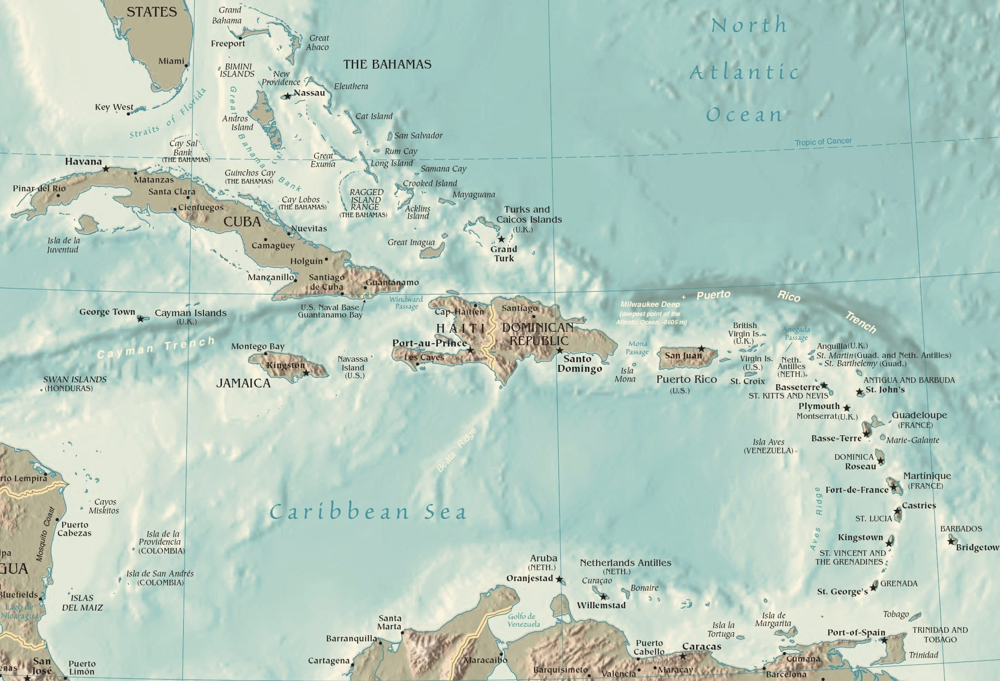 STATES
Grand
Bahama
Freeport
Great
Abaco
Miami
BIMINI
ISLANDS
THE BAHAMAS
New
Providence
Nassau
Eleuthera
Key West
Straits of Florida
Great Bahama Bank
Andros
Island
Cat Island
San Salvador
Cay Sal
Bank
(THE BAHAMAS)
Great
Exuma
Rum Cay
Long Island
Samana Cay
North
Atlantic
Ocean
Tropic of Cancer
Havana
Matanzas
Pinar del Río
Santa Clara
Cienfuegos
Guinchos Cay
(THE BAHAMAS)
Cay Lobos
(THE BAHAMAS)
RAGGED
ISLAND
RANGE
(THE BAHAMAS)
Crooked Island
Mayaguana
Acklins
Island
Turks and
Caicos Islands
(U.K.)
Grand
Turk
Great Inagua
CUBA
Nuevitas
Isla de la
Juventud
Camagüey
Holguín
Manzanillo
Santiago
de Cuba
Guantánamo
U.S. Naval Base
Guantanamo Bay
Windward
Passage
George Town
Cayman Islands
(U.K.)
Cayman Trench
Montego Bay
Kingston
JAMAICA
Navassa
Island
(U.S.)
SWAN ISLANDS
(HONDURAS)
Cap-Haïtien
HAITI
Port-au-Prince
Les Cayes
Santiago
DOMINICAN
REPUBLIC
Santo
Domingo
Milwaukee Deep
(deepest point of the
Atlantic Ocean, -8605 m)
+
Puerto Rico Trench
Mona
Passage
Isla
Mona
San Juan
Puerto Rico
(U.S.)
British
Virgin Is.
(U.K.)
Virgin Is.
(U.S.)
St. Croix
Anegada
Passage
Anguilla(U.K.)
St. Martin(Guad. and Neth. Antilles)
St. Barthelemy (Guad.)
Neth.
Antilles
(NETH.)
ANTIGUA AND BARBUDA
St. John's
Basseterre
ST. KITTS AND NEVIS
Plymouth
Montserrat(U.K.)
Guadeloupe
(FRANCE)
Basse-Terre
Marie-Galante
Isla Aves
(VENEZUELA)
DOMINICA
Roseau
Martinique
(FRANCE)
Fort-de-France
Castries
ST. LUCIA
Aves Ridge
BARBADOS
Bridgetow
Kingstown
ST. VINCENT AND
THE GRENADINES
GRENADA
St. George's
Beata Ridge
Caribbean Sea
rto Lempira
Cayos
Miskitos
Mosquito Coast
Puerto
Cabezas
lpa
GUA
Isla de la
Providencia
(COLOMBIA)
Isla de San Andrés
(COLOMBIA)
Bluefields
ISLAS
DEL MAIZ
Lago de
Nicaragua
enas
San
José
Puerto
Limón
Aruba
(NETH.)
Oranjestad
Netherlands Antilles
(NETH.)
Curaçao
Bonaire
Willemstad
Golfo de
Venezuela
Santa
Marta
Barranquilla
Cartagena
Maracaibo
Barquisimeto
Puerto
Cabello
Valencia
Maracay
Caracas
Isla la
Tortuga
Isla de
Margarita
Cumaná
Barcelona
Tobago
Port-of-Spain
TRINIDAD AND
TOBAGO
Trinidad